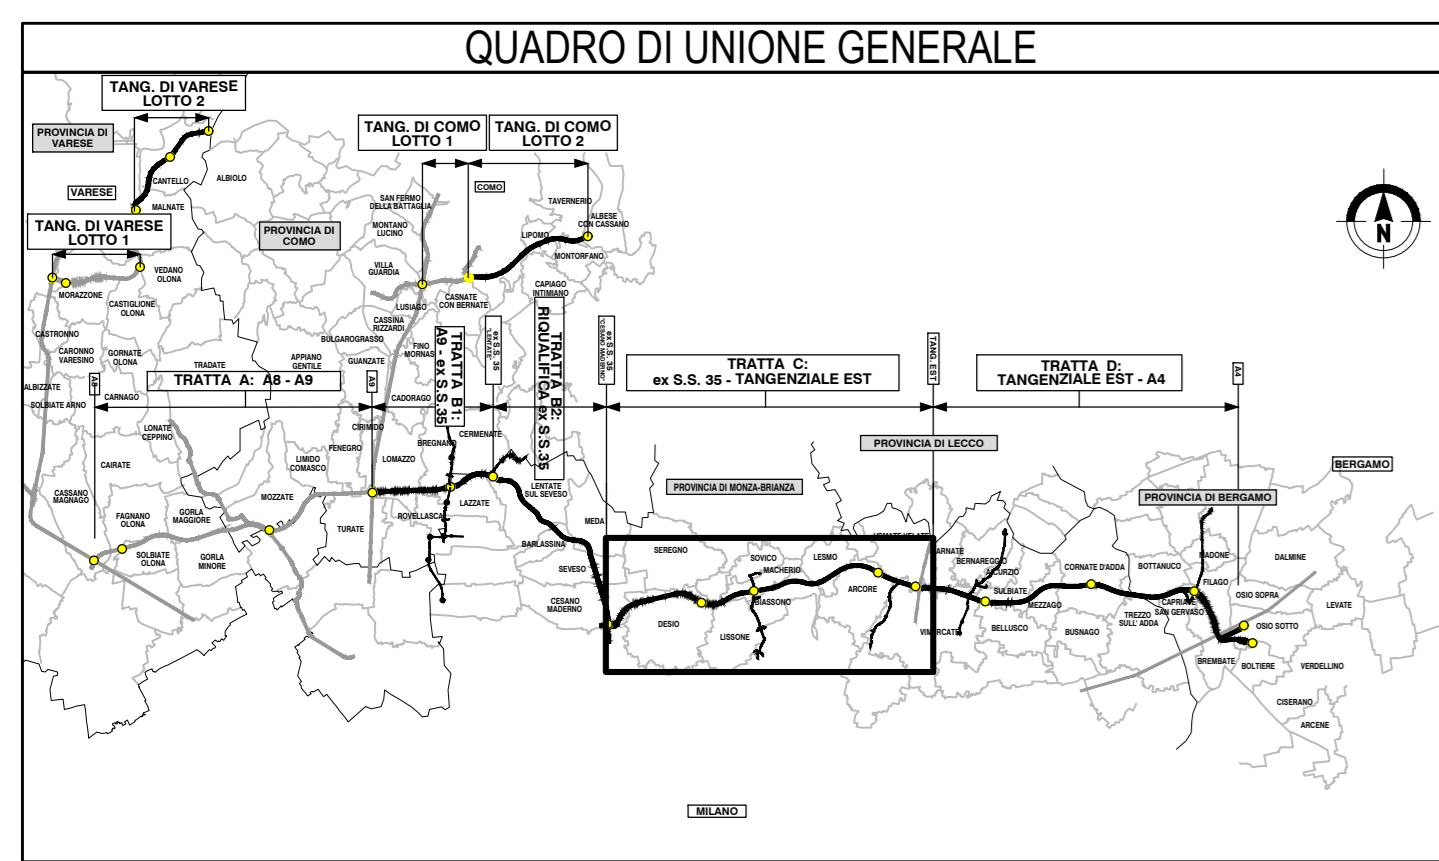 QUADRO DI UNIONE GENERALE
TANG. DI VARESE
LOTTO 2
PROVINCIA DI
VARESE
CANTELLO
ALBIOLO
VARESE
MALNATE
TANG. DI VARESE
LOTTO 1
PROVINCIA DI
COMO
VEDANO
OLONA
MORAZZONE
CASTIGLIONE
OLONA
TANG. DI COMO
LOTTO 1
TANG. DI COMO
LOTTO 2
COMO
SAN FERMO
DELLA BATTAGLIA
TAVERNERIO
ALBESE
CON CASSANO
MONTANO
LUCINO
LIPOMO
MONTORFANO
VILLA
GUARDIA
CAPIAGO
INTIMIANO
LUSIAGO
CASNATE
CON BERNATE
CASSINA
RIZZARDI
BULGAROGRASSO
FINO
MORNAS
N
CASTRONNO
CARONNO
VARESINO
GORNATE
OLONA
TRADATE
APPIANO
GENTILE
GUANZATE
ALBIZZATE
SOLBIATE ARNO
CARNAGO
A8
TRATTA A: A8 - A9
A9
TRATTA B1:
A9 - ex S.S.35
ex S.S. 35
"LENTATE"
TRATTA B2:
RIQUALIFICA ex S.S.35
ex S.S. 35
"CESANO MADERNO"
TRATTA C:
ex S.S. 35 - TANGENZIALE EST
TANG. EST
TRATTA D:
TANGENZIALE EST - A4
A4
CADORAGO
LONATE
CEPPINO
CIRIMIDO
FENEGRO
BREGNANO
CERMENATE
CAIRATE
LIMIDO
COMASCO
LOMAZZO
PROVINCIA DI LECCO
BERGAMO
CASSANO
MAGNAGO
MOZZATE
LENTATE
SUL SEVESO
PROVINCIA DI MONZA-BRIANZA
PROVINCIA DI BERGAMO
FAGNANO
OLONA
GORLA
MAGGIORE
TURATE
ROVELLASCA
LAZZATE
MEDA
SOLBIATE
OLONA
GORLA
MINORE
BARLASSINA
SEVESO
CESANO
MADERNO
SEREGNO
SOVICO
MACHERIO
LESMO
BIASSONO
ARCORE
DESIO
LISSONE
BERNAREGGIO
SULBIATE
MEZZAGO
VIMERCATE
BELLUSCO
BUSNAGO
CORNATE D'ADDA
BOTTANUCO
MADONE
FILAGO
DALMINE
TREZZO
SULL' ADDA
SAN GERVASO
OSIO SOPRA
OSIO SOTTO
LEVATE
BREMBATE
BOLTIERE
VERDELLINO
CISERANO
ARCENE
MILANO